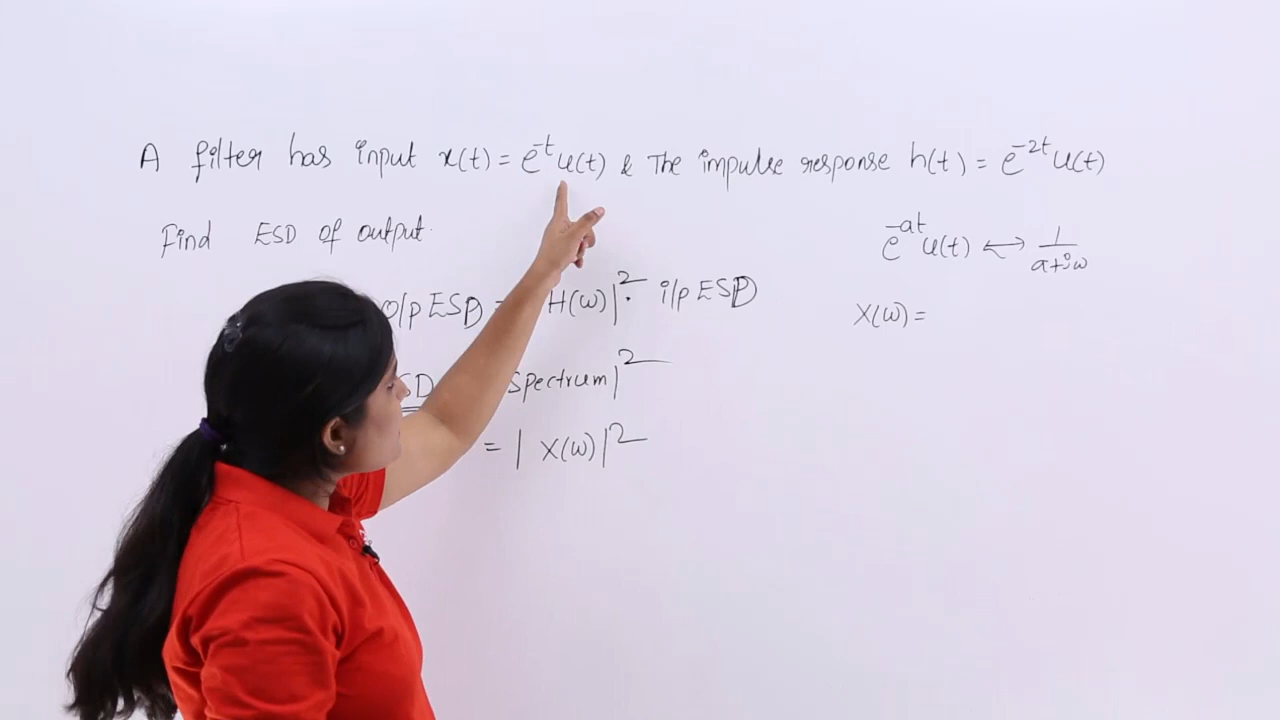 A filter has input x(t) = e^{-t} u(t) & The impulse response h(t) = e^{-2t} u(t)
Find ESD of output.
e^{-at} u(t) ↔ 1/(a+jω)
o/p ESD = H(ω)|^2 . i/p ESD
X(ω) =
SD Spectrum|^2
= | X(ω)|^2